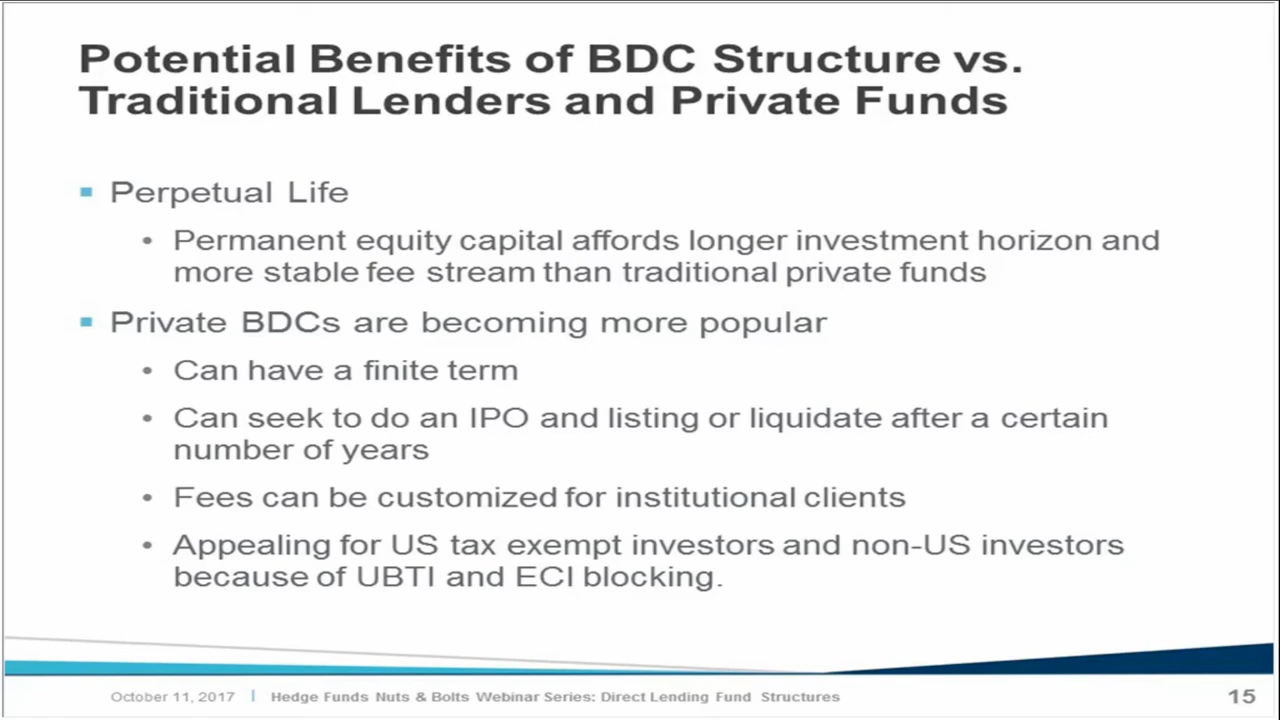 Potential Benefits of BDC Structure vs.
Traditional Lenders and Private Funds
▪ Perpetual Life
• Permanent equity capital affords longer investment horizon and
more stable fee stream than traditional private funds
▪ Private BDCs are becoming more popular
• Can have a finite term
• Can seek to do an IPO and listing or liquidate after a certain
number of years
• Fees can be customized for institutional clients
• Appealing for US tax exempt investors and non-US investors
because of UBTI and ECI blocking.
October 11, 2017 | Hedge Funds Nuts & Bolts Webinar Series: Direct Lending Fund Structures 15